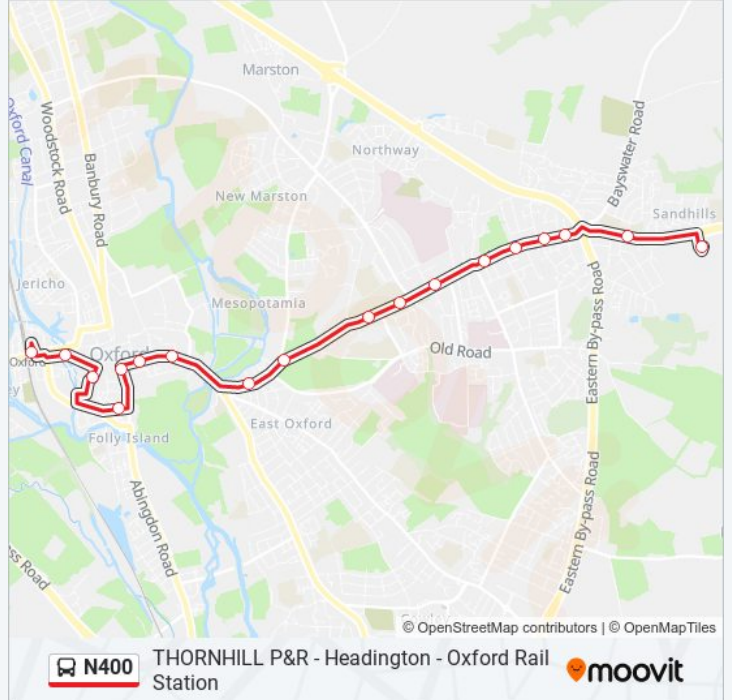 Marston
Oxford Canal
Woodstock Road
Banbury Road
Northway
Bayswater Road
New Marston
Sandhills
Jericho
Mesopotamia
Eastern By-pass Road
Oxford
Old Road
East Oxford
Folly Island
Abingdon Road
Eastern By-pass Road
ss Road
© OpenStreetMap contributors | © OpenMapTiles
N400
THORNHILL P&R - Headington - Oxford Rail
Station
moovit